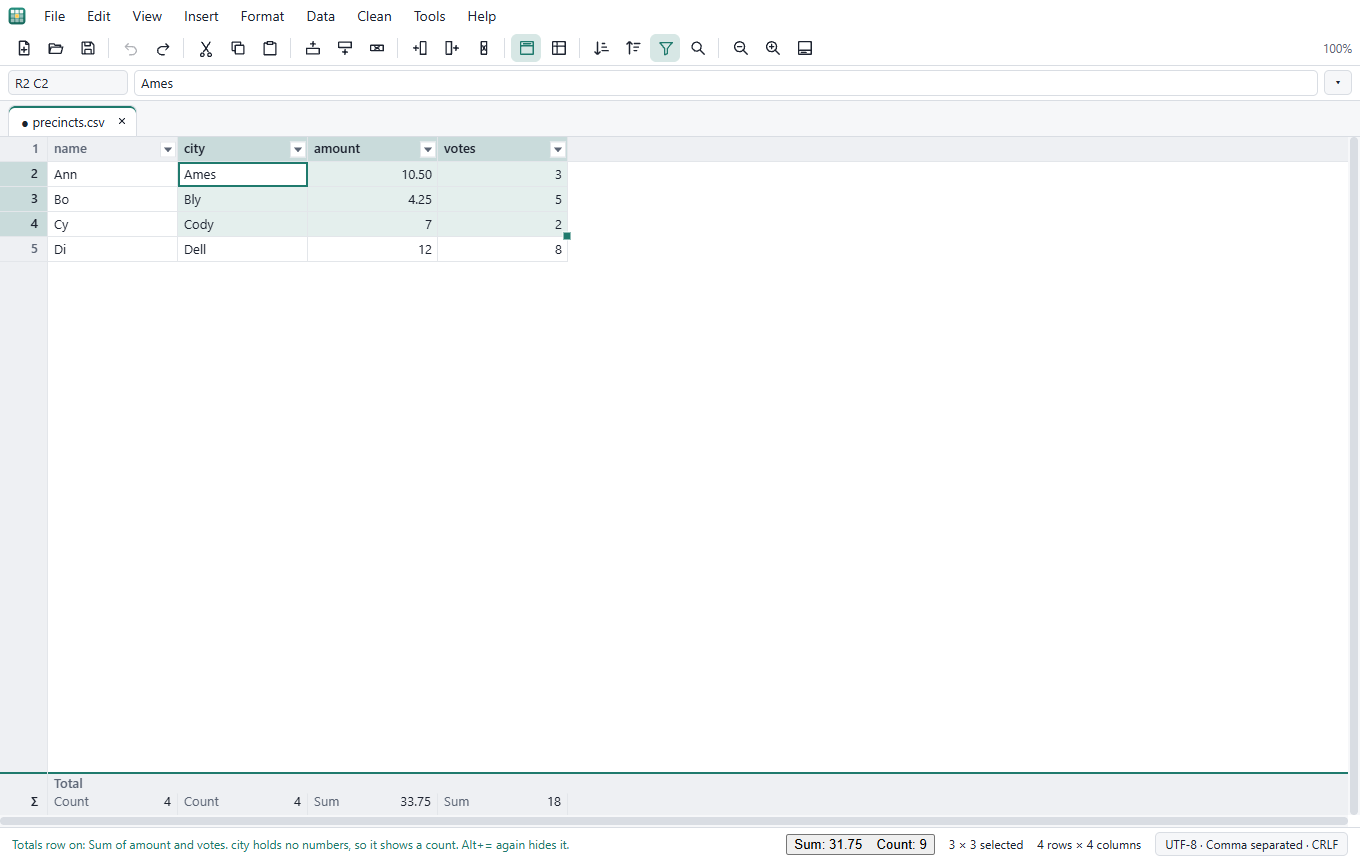 File Edit View Insert Format Data Clean Tools Help
100%
R2 C2 Ames
● precincts.csv ×
1 name city amount votes
2 Ann Ames 10.50 3
3 Bo Bly 4.25 5
4 Cy Cody 7 2
5 Di Dell 12 8
Total
Σ Count 4 Count 4 Sum 33.75 Sum 18
Totals row on: Sum of amount and votes. city holds no numbers, so it shows a count. Alt+= again hides it. Sum: 31.75 Count: 9 3 × 3 selected 4 rows × 4 columns UTF-8 · Comma separated · CRLF